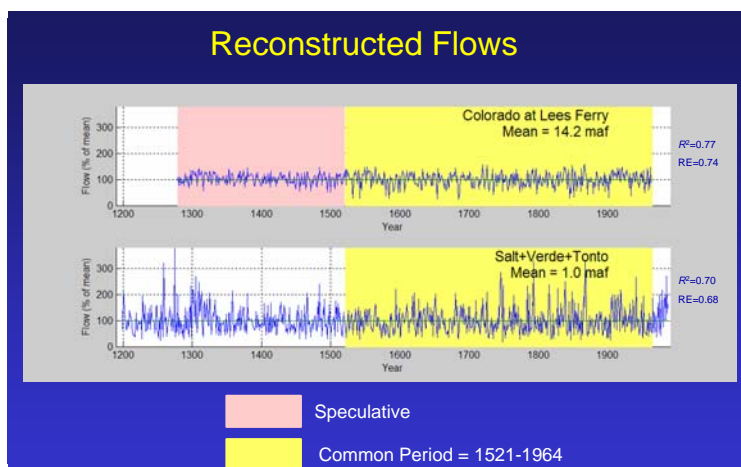 Reconstructed Flows
Colorado at Lees Ferry
Mean = 14.2 maf
Flow (% of mean)
300
200
100
0
1200 1300 1400 1500 1600 1700 1800 1900
Year
R²=0.77
RE=0.74
Salt+Verde+Tonto
Mean = 1.0 maf
Flow (% of mean)
300
200
100
0
1200 1300 1400 1500 1600 1700 1800 1900
Year
R²=0.70
RE=0.68
Speculative
Common Period = 1521-1964